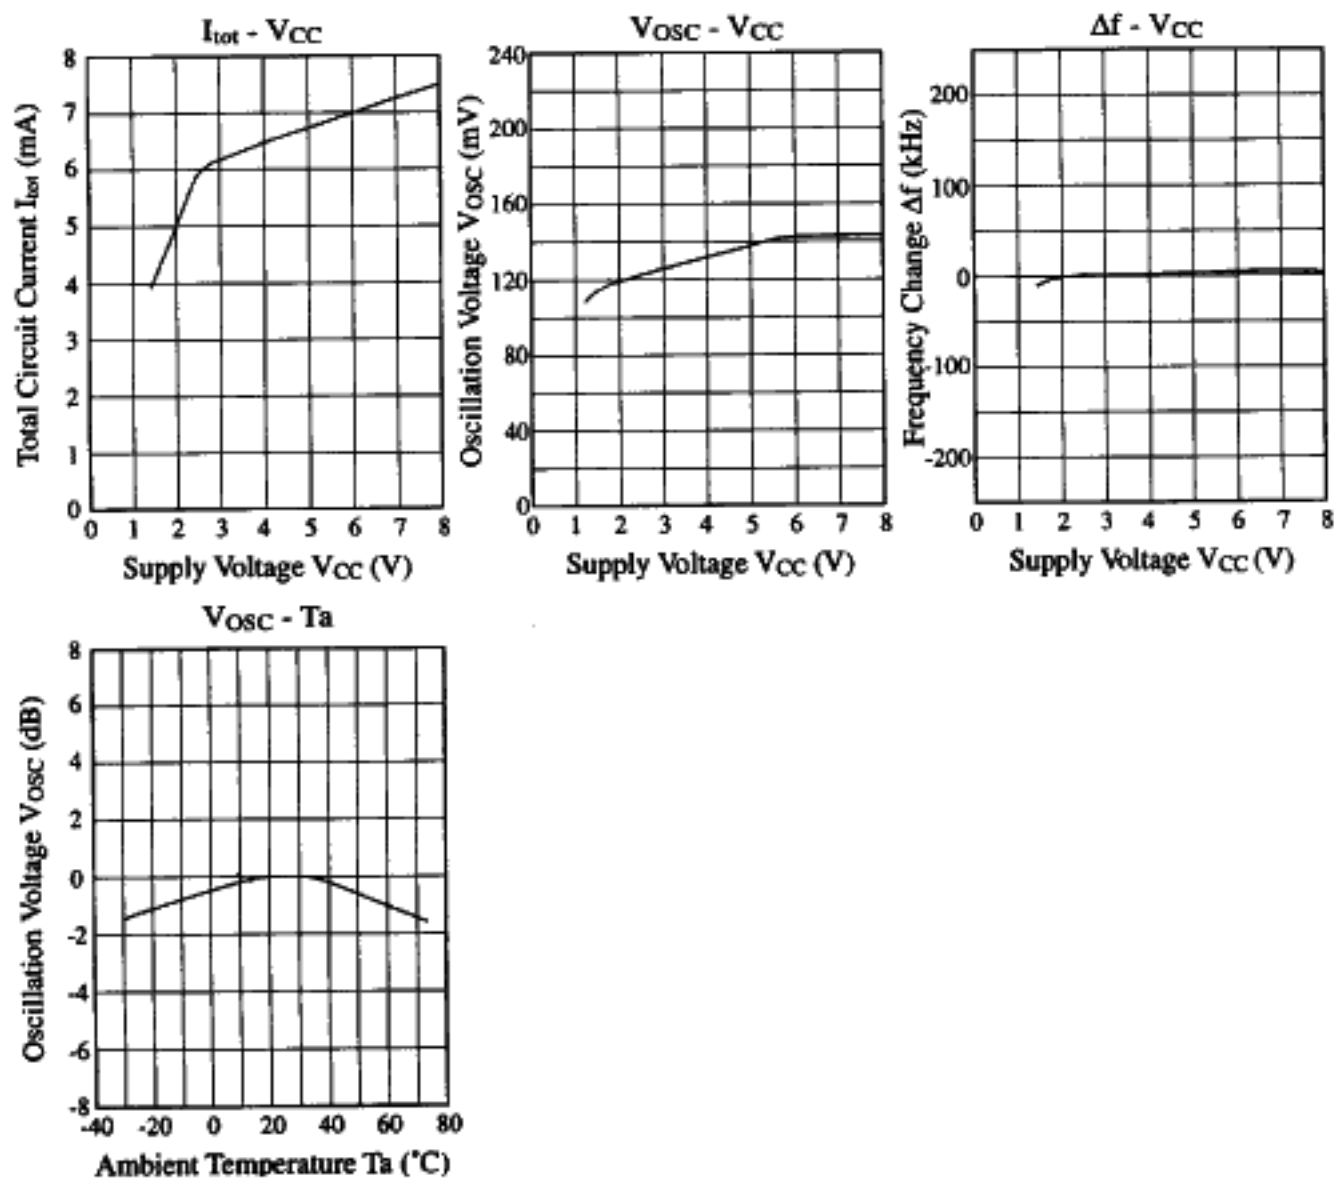 Itot - VCC
8
7
6
5
4
3
2
1
0
0 1 2 3 4 5 6 7 8
Total Circuit Current Itot (mA)
Supply Voltage VCC (V)
VOSC - VCC
240
200
160
120
80
40
0
0 1 2 3 4 5 6 7 8
Oscillation Voltage VOSC (mV)
Supply Voltage VCC (V)
Δf - VCC
200
100
0
-100
-200
0 1 2 3 4 5 6 7 8
Frequency Change Δf (kHz)
Supply Voltage VCC (V)
VOSC - Ta
8
6
4
2
0
-2
-4
-6
-8
-40 -20 0 20 40 60 80
Oscillation Voltage VOSC (dB)
Ambient Temperature Ta (°C)